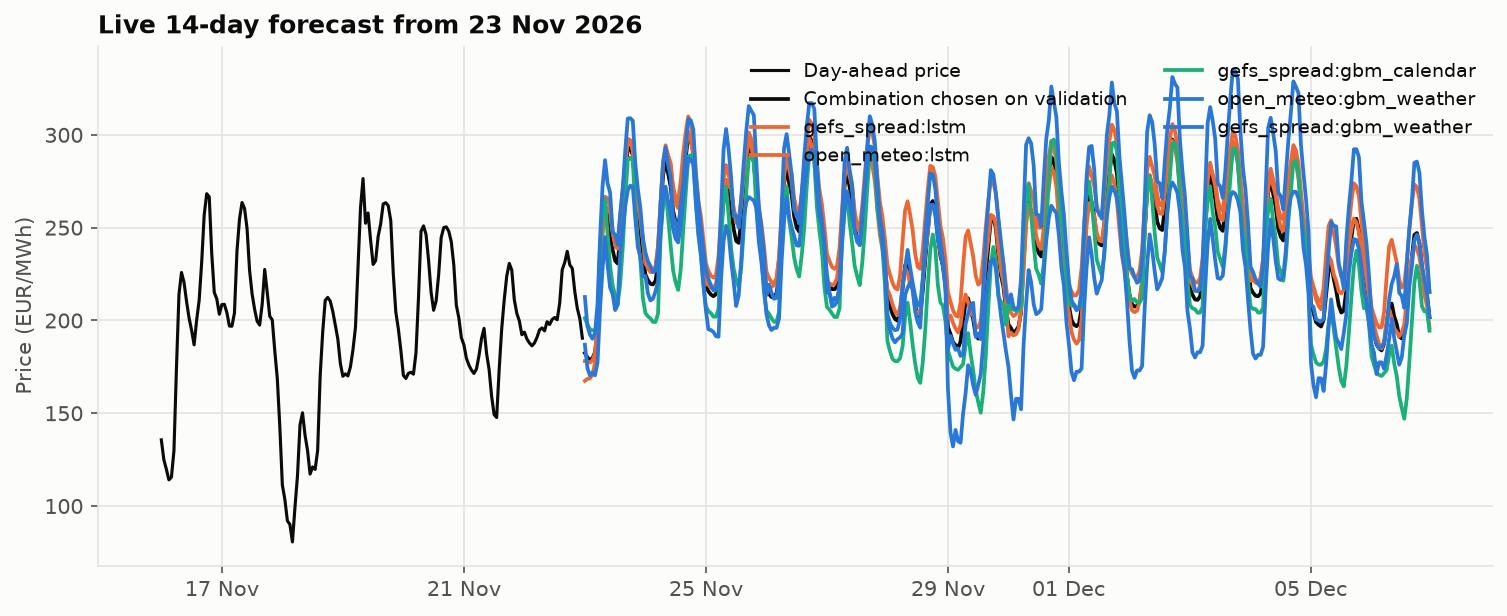 Live 14-day forecast from 23 Nov 2026
Price (EUR/MWh)
300
250
200
150
100
Day-ahead price
Combination chosen on validation
gefs_spread:lstm
open_meteo:lstm
gefs_spread:gbm_calendar
open_meteo:gbm_weather
gefs_spread:gbm_weather
17 Nov
21 Nov
25 Nov
29 Nov
01 Dec
05 Dec